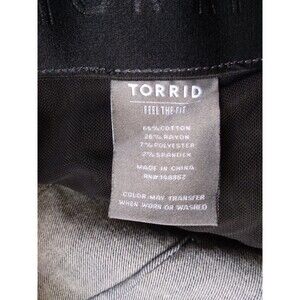 TORRID
FEEL THE FIT
COTTON
26% RAYON
7% POLYESTER
SPANDEX
MADE IN CHINA
COLOR MAY TRANSFER
WHEN WORN OR WASHED